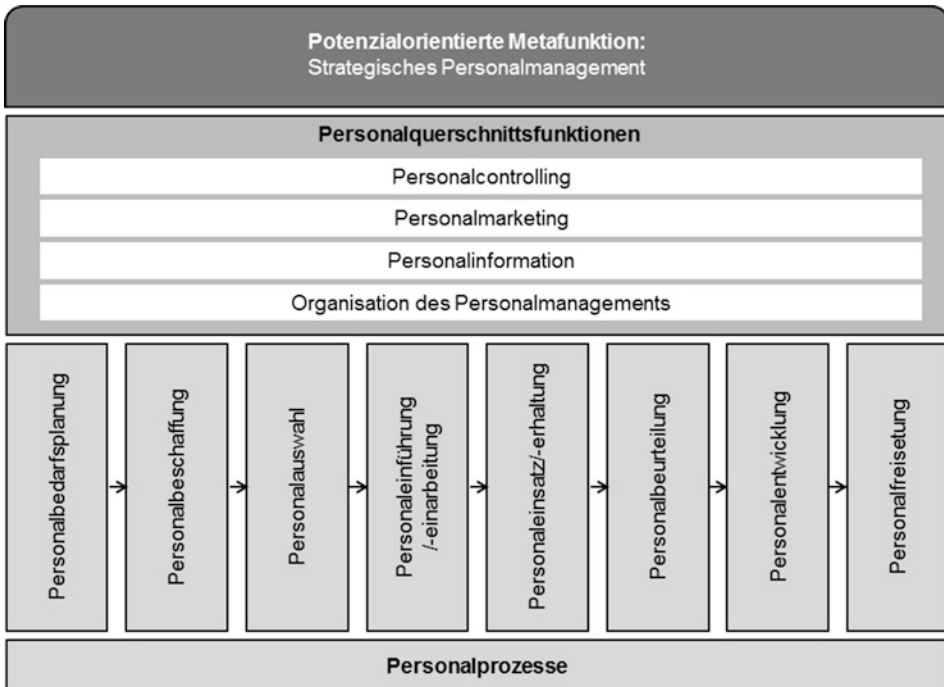 Potenzialorientierte Metafunktion:
Strategisches Personalmanagement
Personalquerschnittsfunktionen
Personalcontrolling
Personalmarketing
Personalinformation
Organisation des Personalmanagements
Personalbedarfsplanung
Personalbeschaffung
Personalauswahl
Personaleinführung
/-einarbeitung
Personaleinsatz/-erhaltung
Personalbeurteilung
Personalentwicklung
Personalfreisetung
Personalprozesse